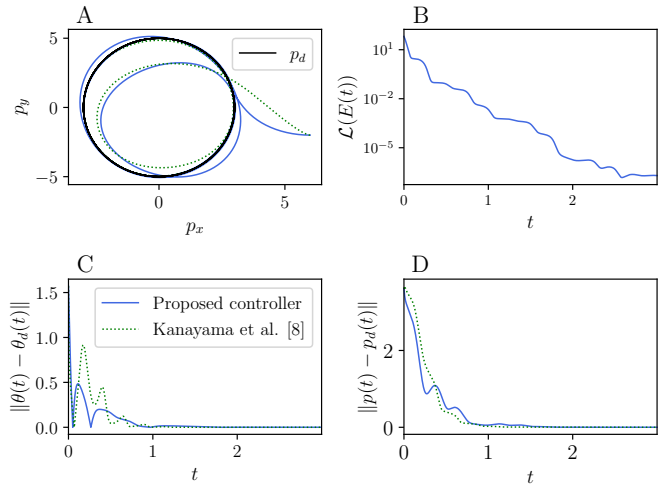 A
5
0
−5
p_y
0
5
p_x
p_d
B
10^1
10^−2
10^−5
ℒ(E(t))
0
1
2
t
C
1.5
1.0
0.5
0.0
||θ(t) − θ_d(t)||
0
2
t
Proposed controller
Kanayama et al. [8]
D
2
0
||p(t) − p_d(t)||
0
1
2
t